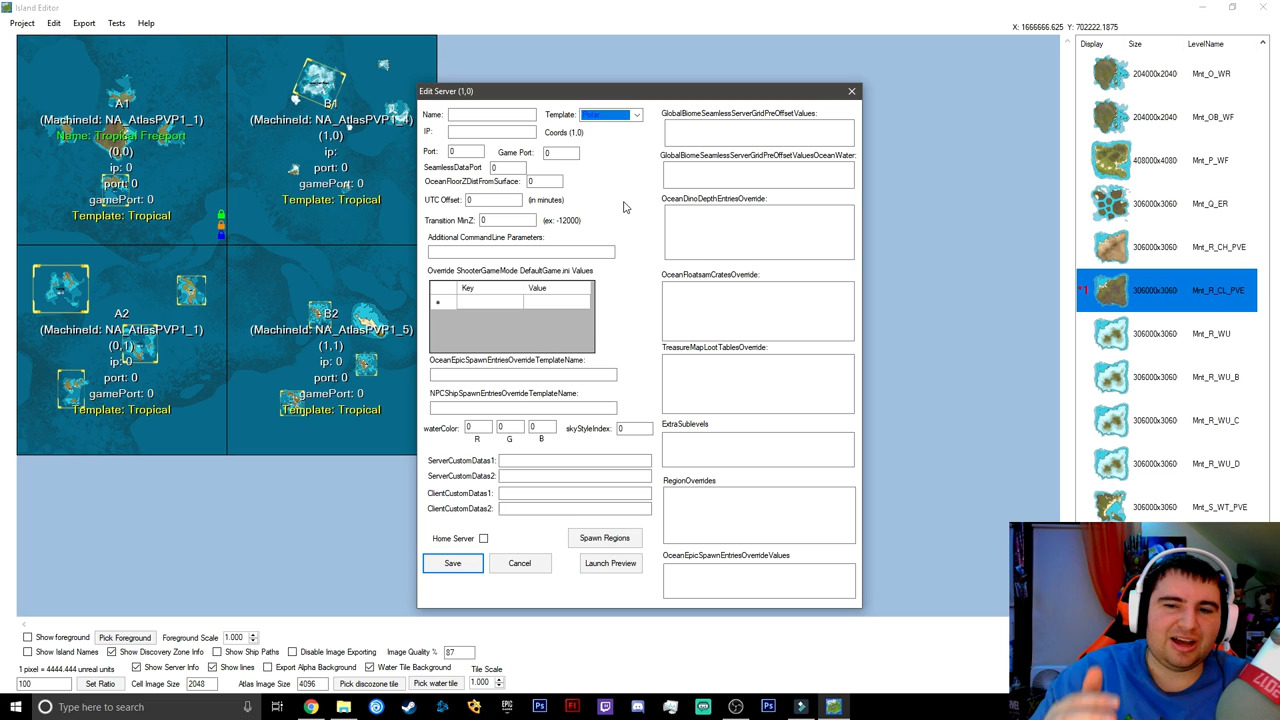 Island Editor
Project Edit Export Tests Help
X: 1666666.625 Y: 702222.1875
Display Size LevelName
204000x2040 Mnt_O_WR
204000x2040 Mnt_OB_WF
408000x4080 Mnt_P_WF
306000x3060 Mnt_Q_ER
306000x3060 Mnt_R_CH_PVE
*1 306000x3060 Mnt_R_CL_PVE
306000x3060 Mnt_R_WU
306000x3060 Mnt_R_WU_B
306000x3060 Mnt_R_WU_C
306000x3060 Mnt_R_WU_D
306000x3060 Mnt_S_WT_PVE
A1
(MachineId: NA_AtlasPVP1_1)
Name: Tropical Freeport
(0,0)
ip: 0
port: 0
gamePort: 0
Template: Tropical
B1
(MachineId: NA_AtlasPVP1_4)
(1,0)
ip:
port: 0
gamePort: 0
Template: Tropical
A2
(MachineId: NA_AtlasPVP1_1)
(0,1)
ip: 0
port: 0
gamePort: 0
Template: Tropical
B2
(MachineId: NA_AtlasPVP1_5)
(1,1)
ip: 0
port: 0
gamePort: 0
Template: Tropical
Edit Server (1,0)
Name: Template: Polar
IP: Coords (1,0)
Port: 0 Game Port: 0
SeamlessDataPort 0
OceanFloorZDistFromSurface: 0
UTC Offset: 0 (in minutes)
Transition MinZ: 0 (ex: -12000)
Additional CommandLine Parameters:
Override ShooterGameMode DefaultGame.ini Values
Key Value
*
OceanEpicSpawnEntriesOverrideTemplateName:
NPCShipSpawnEntriesOverrideTemplateName:
waterColor: 0 0 0 skyStyleIndex: 0
R G B
ServerCustomDatas1:
ServerCustomDatas2:
ClientCustomDatas1:
ClientCustomDatas2:
Home Server Spawn Regions
Save Cancel Launch Preview
GlobalBiomeSeamlessServerGridPreOffsetValues:
GlobalBiomeSeamlessServerGridPreOffsetValuesOceanWater:
OceanDinoDepthEntriesOverride:
OceanFloatsamCratesOverride:
TreasureMapLootTablesOverride:
ExtraSublevels
RegionOverrides
OceanEpicSpawnEntriesOverrideValues
Show foreground Pick Foreground Foreground Scale 1.000
Show Island Names Show Discovery Zone Info Show Ship Paths Disable Image Exporting Image Quality % 87
1 pixel = 4444.444 unreal units Show Server Info Show lines Export Alpha Background Water Tile Background Tile Scale
100 Set Ratio Cell Image Size 2048 Atlas Image Size 4096 Pick discozone tile Pick water tile 1.000
Type here to search